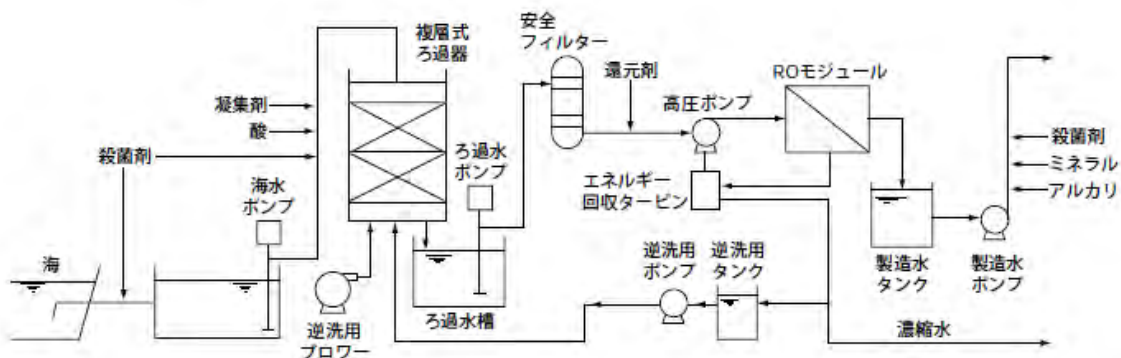 複層式
ろ過器
安全
フィルター
還元剤
ROモジュール
高圧ポンプ
凝集剤
酸
殺菌剤
海水
ポンプ
ろ過水
ポンプ
エネルギー
回収タービン
殺菌剤
ミネラル
アルカリ
海
逆洗用
ブロワー
ろ過水槽
逆洗用
ポンプ
逆洗用
タンク
製造水
タンク
製造水
ポンプ
濃縮水